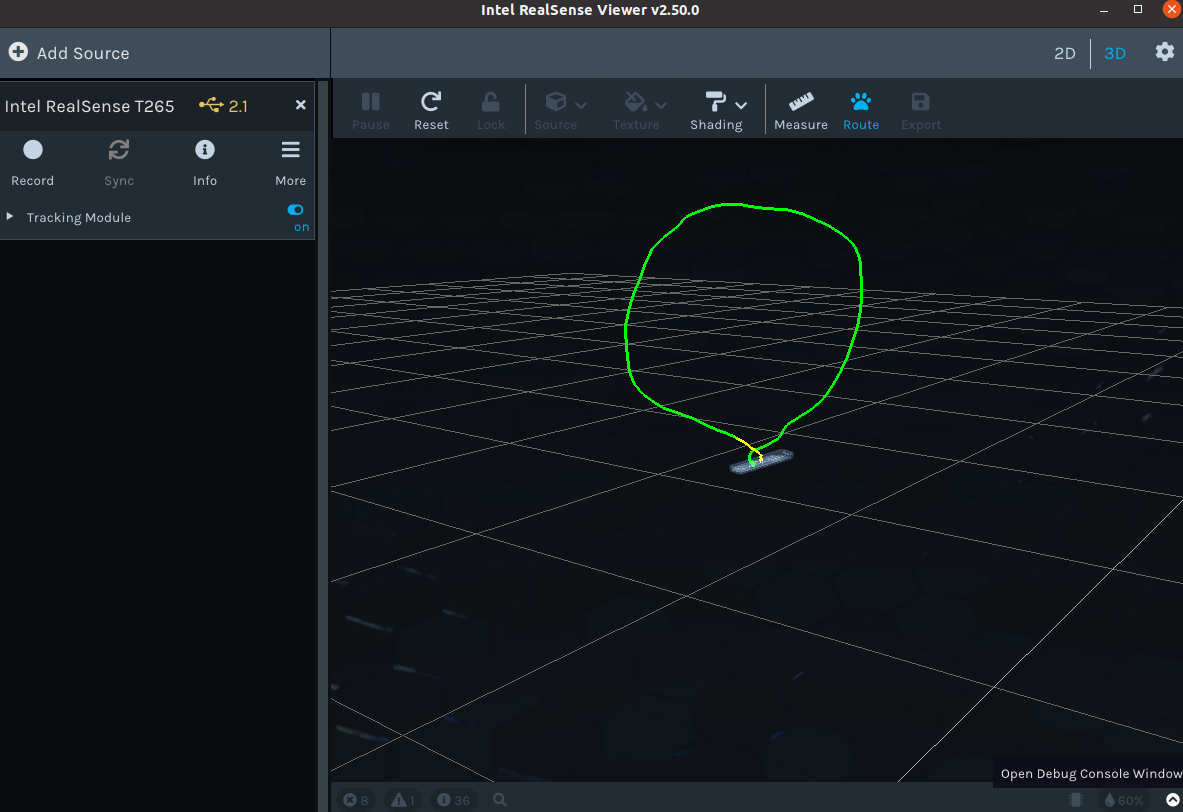 Intel RealSense Viewer v2.50.0
Add Source
2D
3D
Intel RealSense T265
2.1
Pause
Reset
Lock
Source
Texture
Shading
Measure
Route
Export
Record
Sync
Info
More
Tracking Module
on
Open Debug Console Window
8
1
36
60%